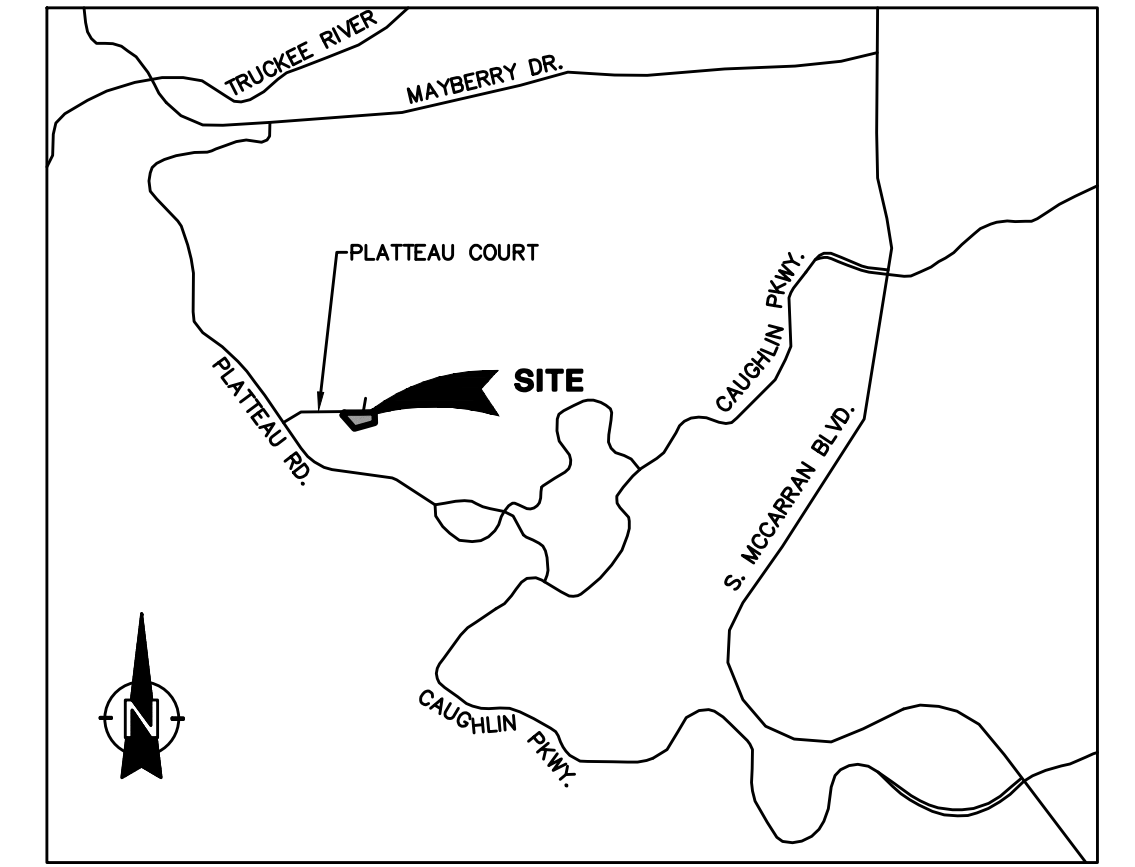 TRUCKEE RIVER
MAYBERRY DR.
PLATTEAU COURT
CAUGHLIN PKWY.
PLATTEAU RD.
SITE
S. MCCARRAN BLVD.
N
CAUGHLIN PKWY.